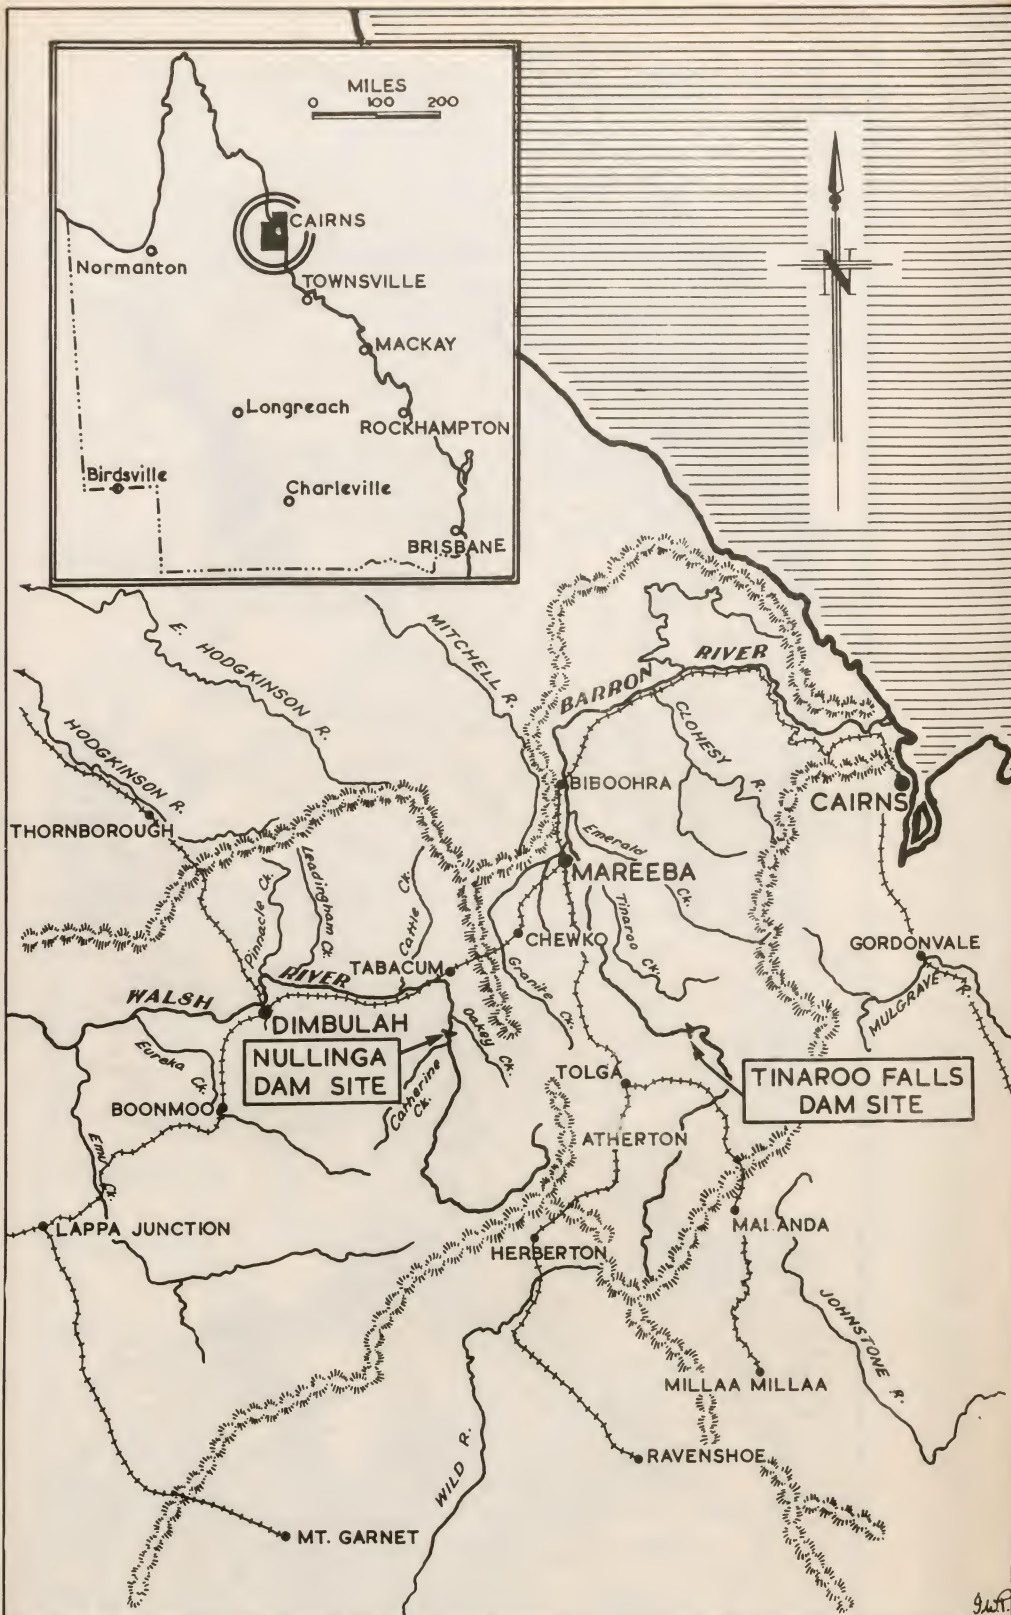 MILES
0 100 200
CAIRNS
Normanton
TOWNSVILLE
MACKAY
Longreach
ROCKHAMPTON
Birdsville
Charleville
BRISBANE
N
E. HODGKINSON R.
MITCHELL R.
BARRON RIVER
HODGKINSON R.
CLOHESY R.
BIBOOHRA
CAIRNS
THORNBOROUGH
Emerald Ck.
MAREEBA
Pinnacle Ck.
Leadingham Ck.
Cattle Ck.
Tinaroo Ck.
CHEWKO
GORDONVALE
TABACUM
Granite Ck.
WALSH RIVER
MULGRAVE R.
DIMBULAH
Oakey Ck.
Eureka Ck.
NULLINGA
DAM SITE
Catherine Ck.
TOLGA
TINAROO FALLS
DAM SITE
BOONMOO
ATHERTON
Emu Ck.
LAPPA JUNCTION
MALANDA
HERBERTON
JOHNSTONE R.
MILLAA MILLAA
WILD R.
RAVENSHOE
MT. GARNET